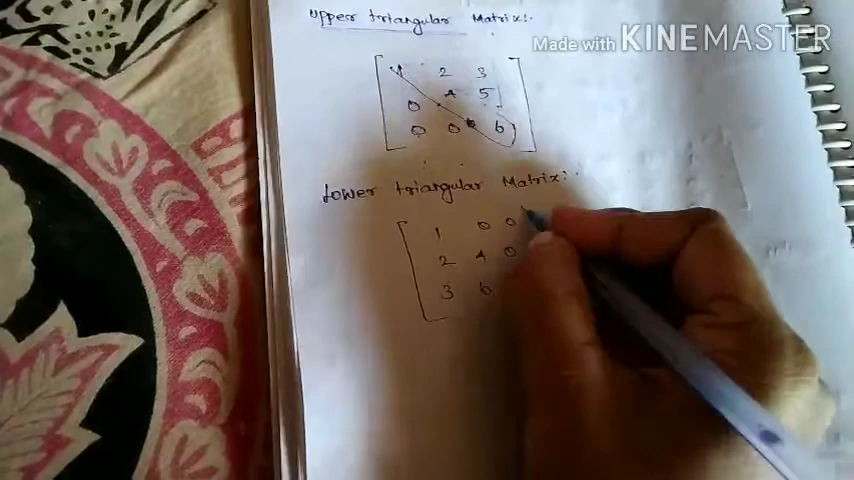 Upper triangular Matrix:.
Made with KINEMASTER
1 2 3
0 4 5
0 0 6
Lower triangular Matrix:
1 0 0
2 4 0
3 6